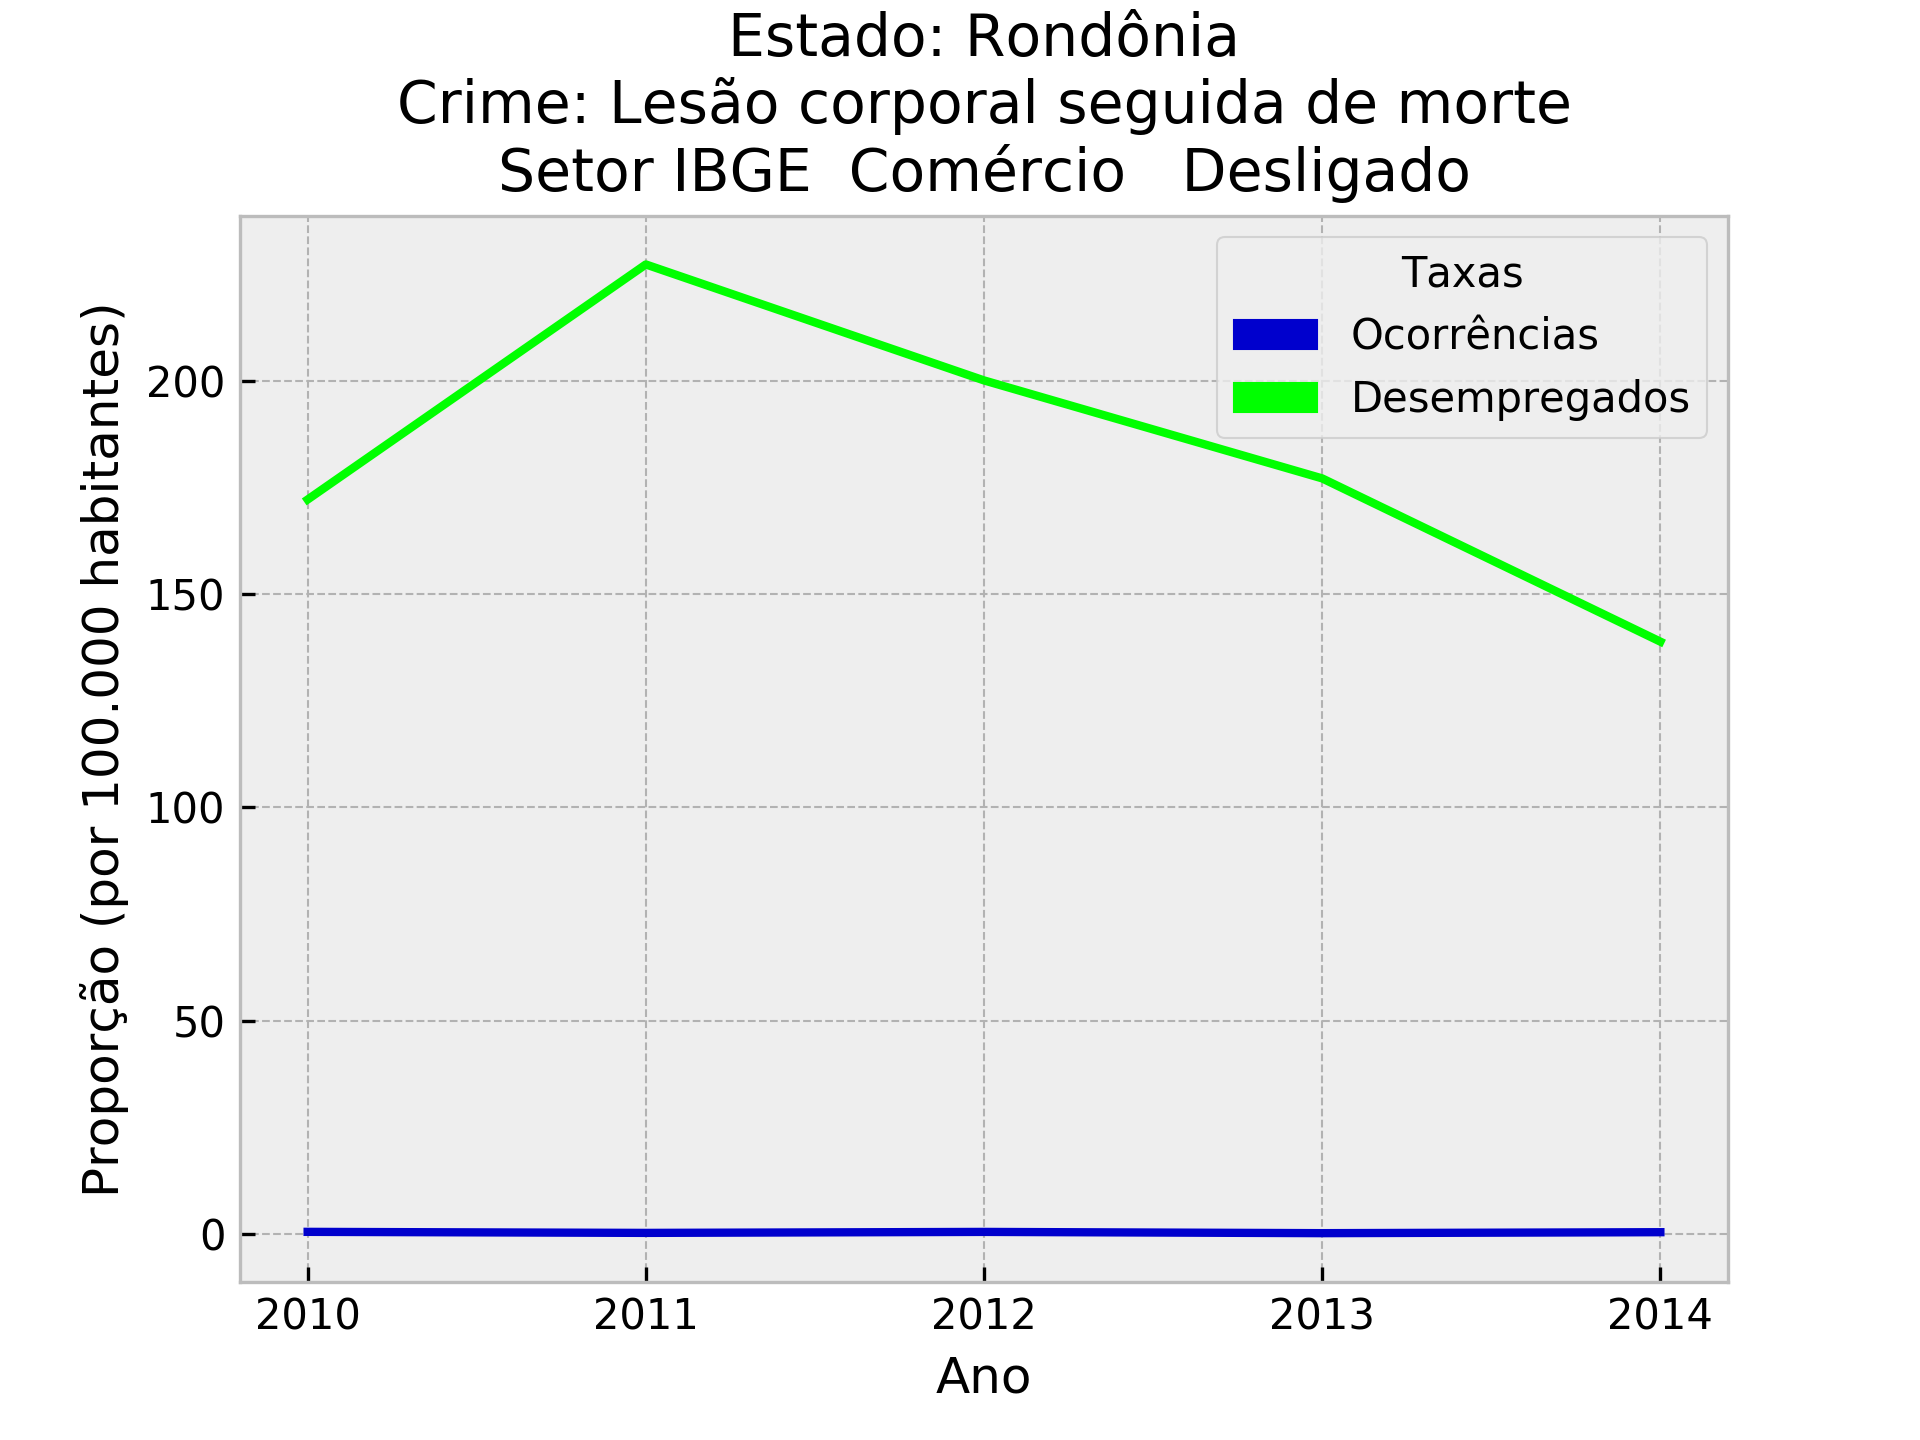 Estado: Rondônia
Crime: Lesão corporal seguida de morte
Setor IBGE  Comércio   Desligado
Proporção (por 100.000 habitantes)
200
150
100
50
0
Taxas
Ocorrências
Desempregados
2010
2011
2012
2013
2014
Ano